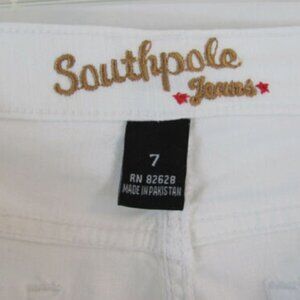 Southpole
Jeans
7
RN 82628
MADE IN PAKISTAN